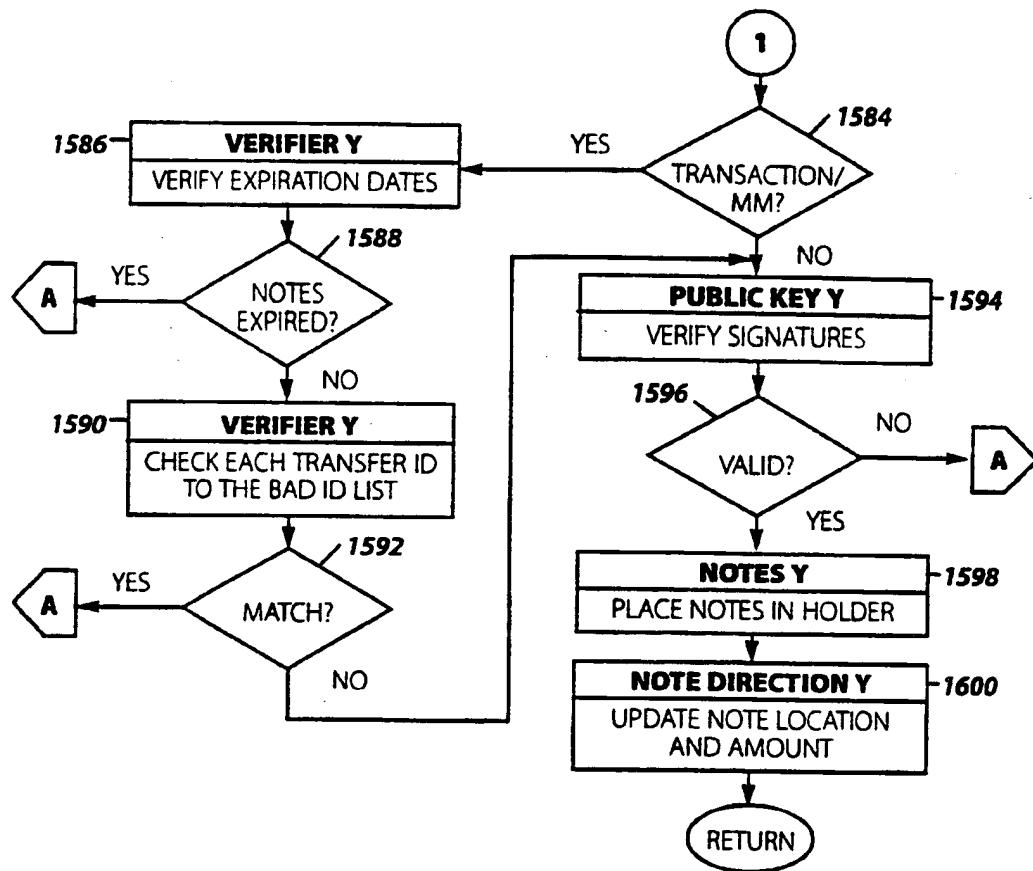 1
1584
TRANSACTION/
MM?
YES
NO
1586
VERIFIER Y
VERIFY EXPIRATION DATES
1588
NOTES
EXPIRED?
YES
A
NO
1590
VERIFIER Y
CHECK EACH TRANSFER ID
TO THE BAD ID LIST
1592
MATCH?
YES
A
NO
PUBLIC KEY Y
1594
VERIFY SIGNATURES
1596
VALID?
NO
A
YES
NOTES Y
1598
PLACE NOTES IN HOLDER
NOTE DIRECTION Y
1600
UPDATE NOTE LOCATION
AND AMOUNT
RETURN